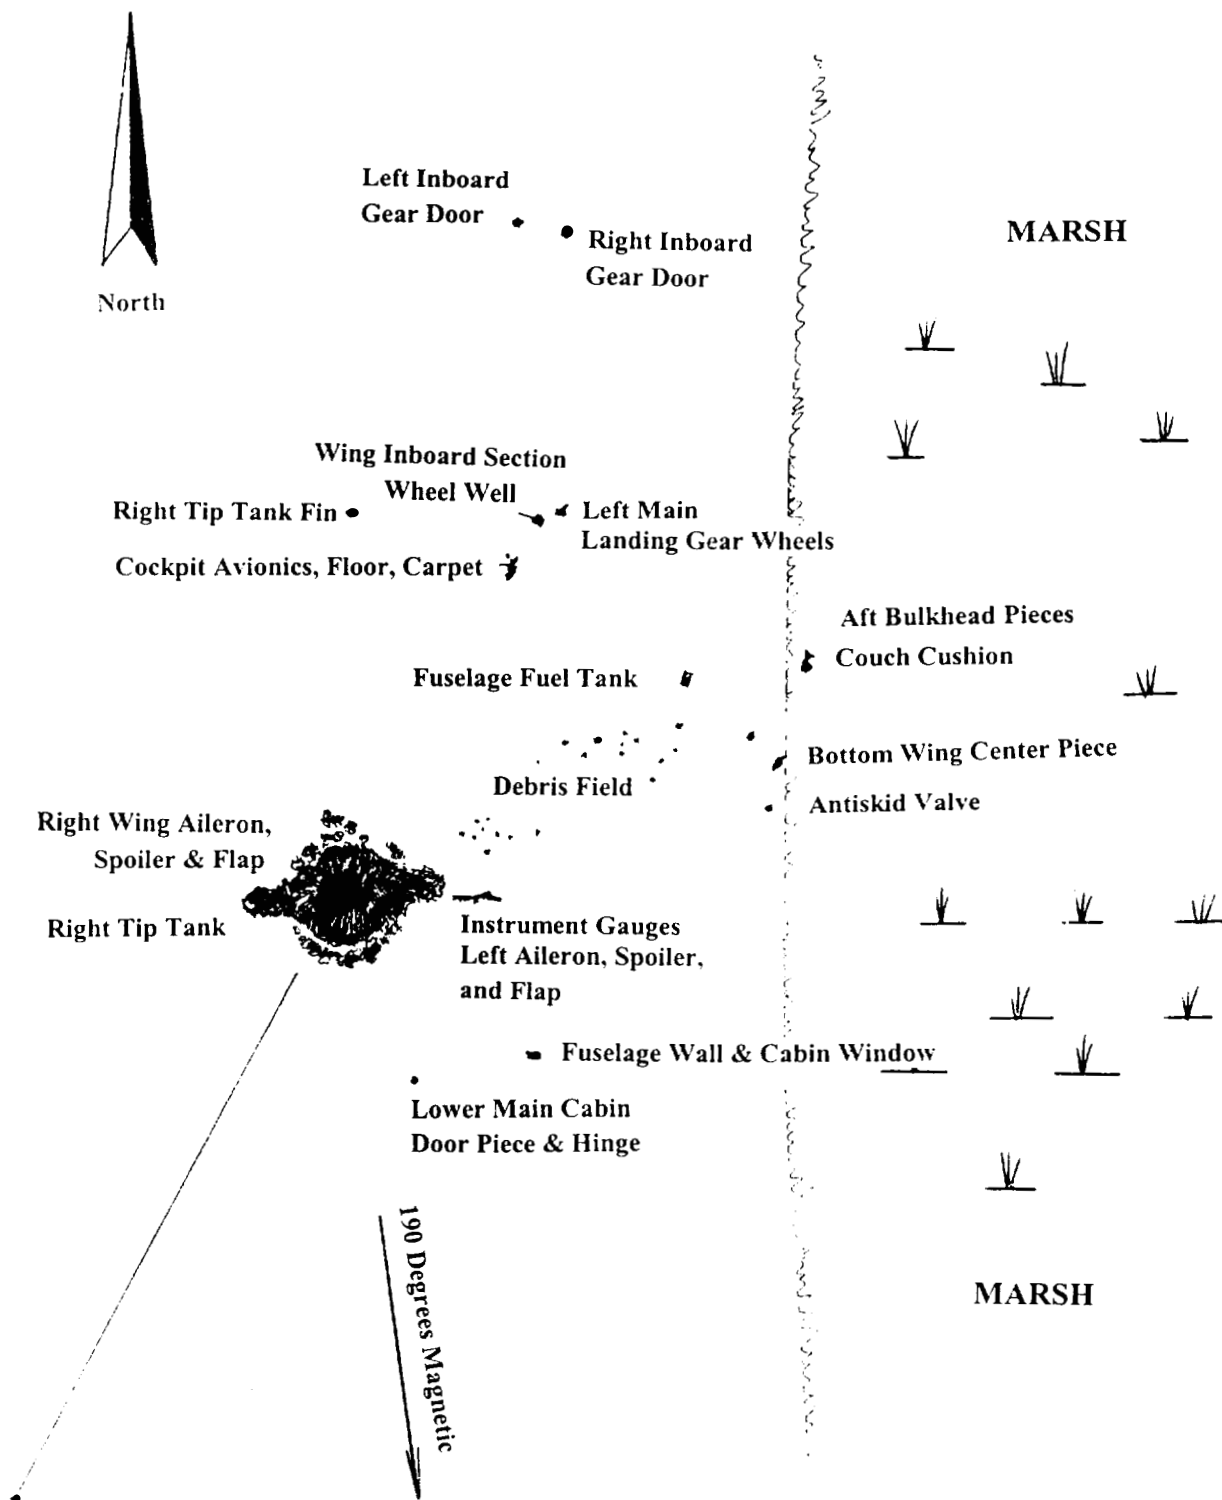 Left Inboard
Gear Door
Right Inboard
Gear Door
MARSH
North
Wing Inboard Section
Wheel Well
Right Tip Tank Fin
Left Main
Landing Gear Wheels
Cockpit Avionics, Floor, Carpet
Aft Bulkhead Pieces
Couch Cushion
Fuselage Fuel Tank
Bottom Wing Center Piece
Debris Field
Antiskid Valve
Right Wing Aileron,
Spoiler & Flap
Right Tip Tank
Instrument Gauges
Left Aileron, Spoiler,
and Flap
Fuselage Wall & Cabin Window
Lower Main Cabin
Door Piece & Hinge
190 Degrees Magnetic
MARSH